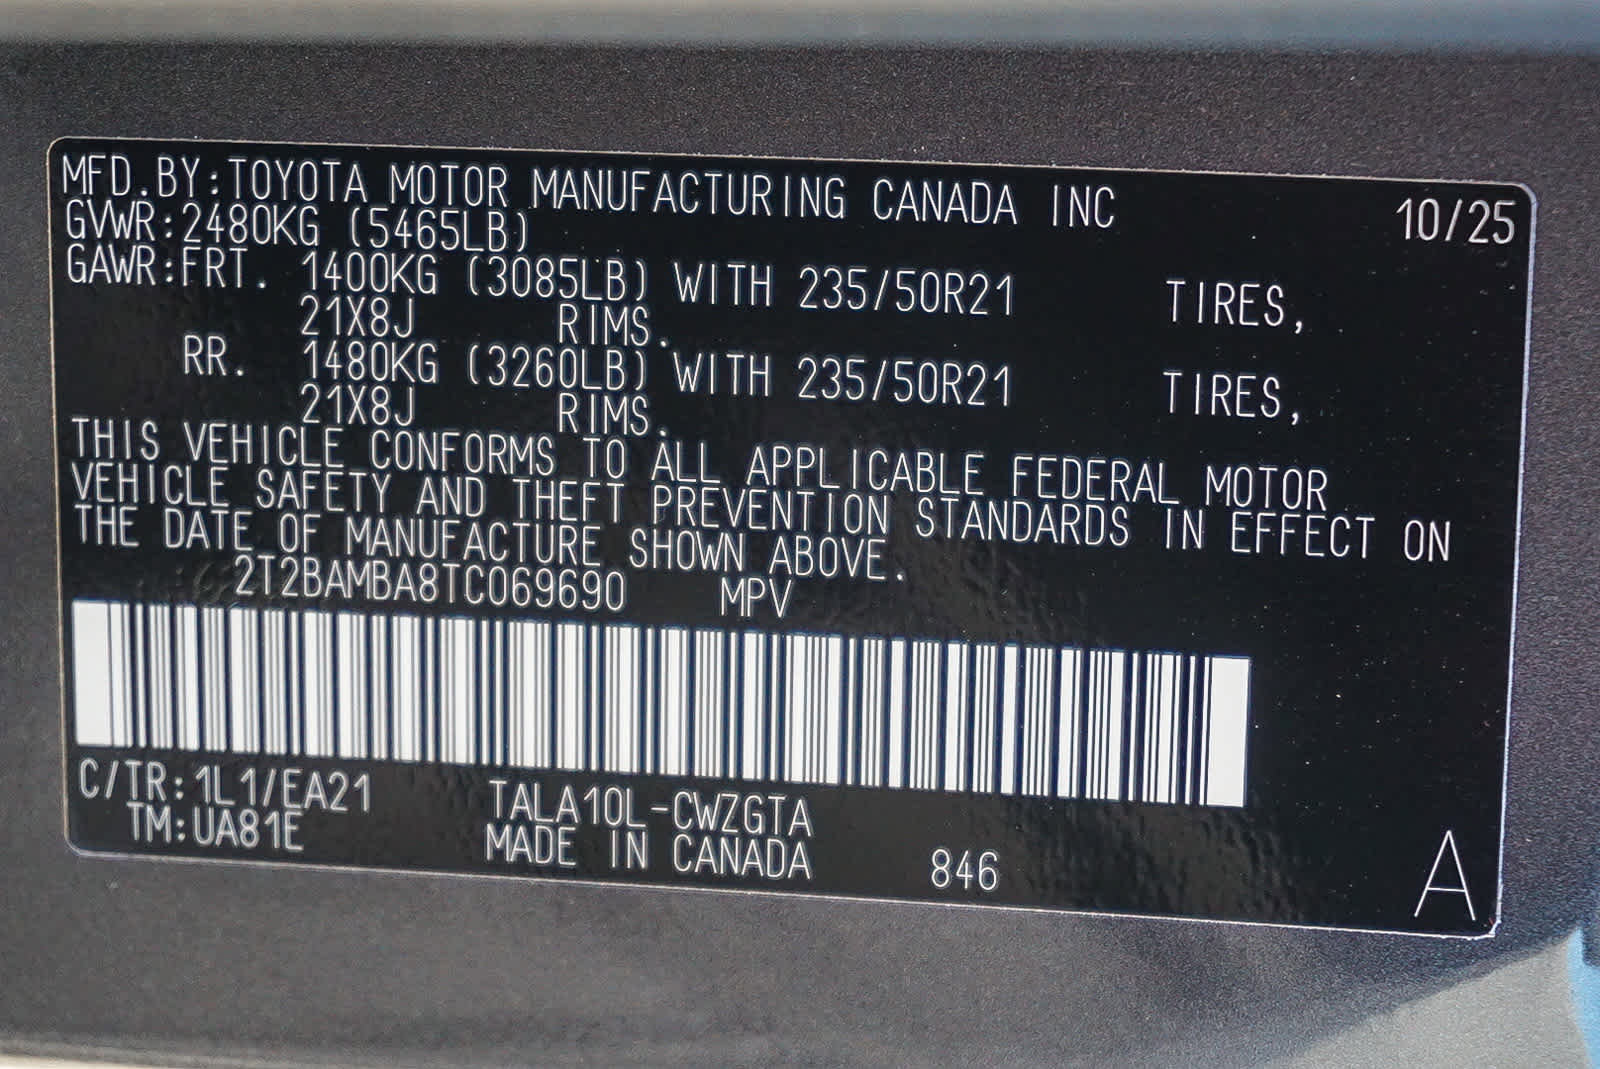 MFD.BY:TOYOTA MOTOR MANUFACTURING CANADA INC 10/25
GVWR:2480KG (5465LB)
GAWR:FRT. 1400KG (3085LB) WITH 235/50R21 TIRES,
21X8J RIMS.
RR. 1480KG (3260LB) WITH 235/50R21 TIRES,
21X8J RIMS.
THIS VEHICLE CONFORMS TO ALL APPLICABLE FEDERAL MOTOR
VEHICLE SAFETY AND THEFT PREVENTION STANDARDS IN EFFECT ON
THE DATE OF MANUFACTURE SHOWN ABOVE.
2T2BAMBA8TC069690 MPV
C/TR:1L1/EA21 TALA10L-CWZGTA
TM:UA81E MADE IN CANADA 846 A